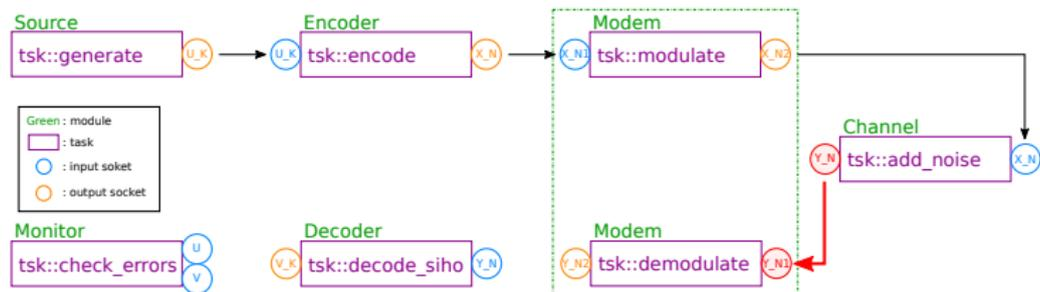 Source
Encoder
Modem
tsk::generate
U_K
U_K
tsk::encode
X_N
X_N1
tsk::modulate
X_N2
Green : module
: task
: input soket
: output socket
Channel
Y_N
tsk::add_noise
X_N
Monitor
Decoder
Modem
tsk::check_errors
U
V
V_K
tsk::decode_siho
Y_N
Y_N2
tsk::demodulate
Y_N1